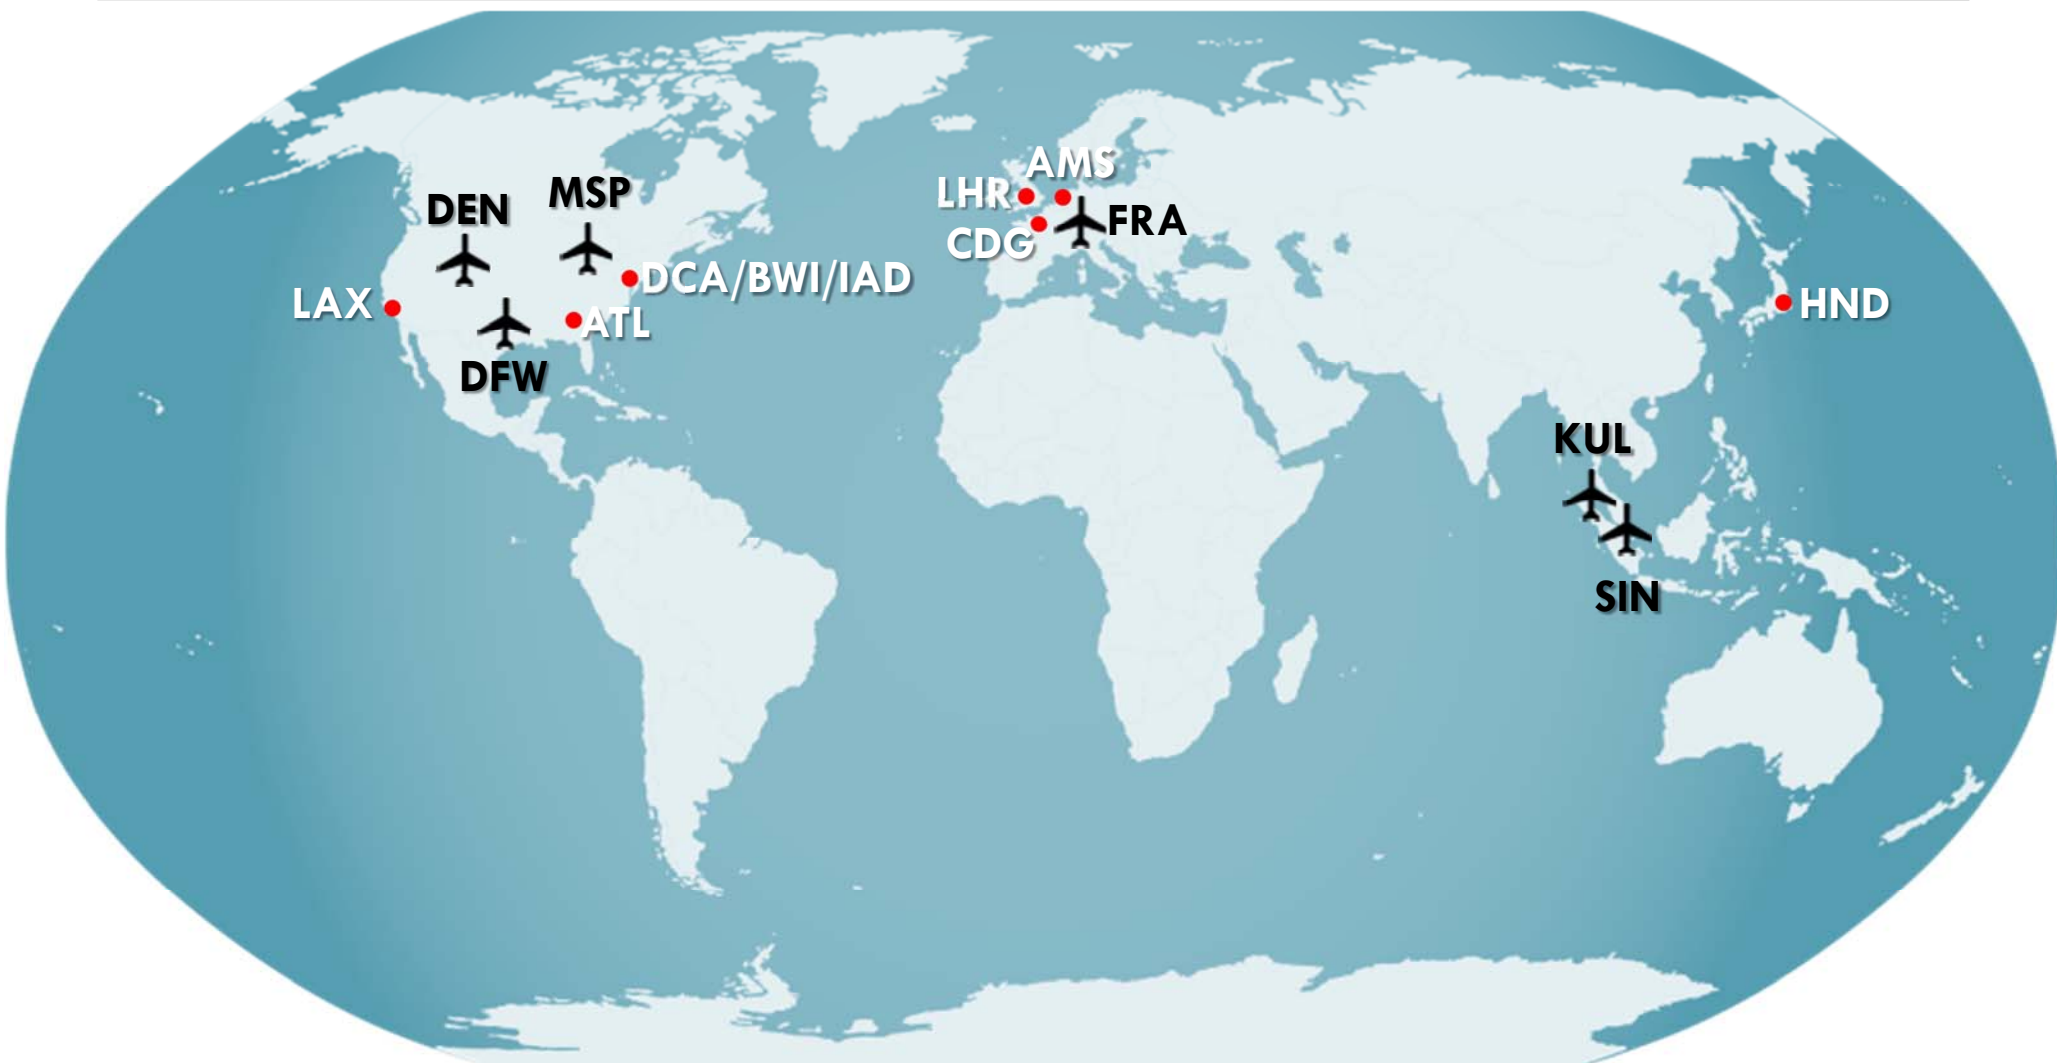 AMS
MSP
LHR
DEN
FRA
CDG
DCA/BWI/IAD
LAX
HND
ATL
DFW
KUL
SIN